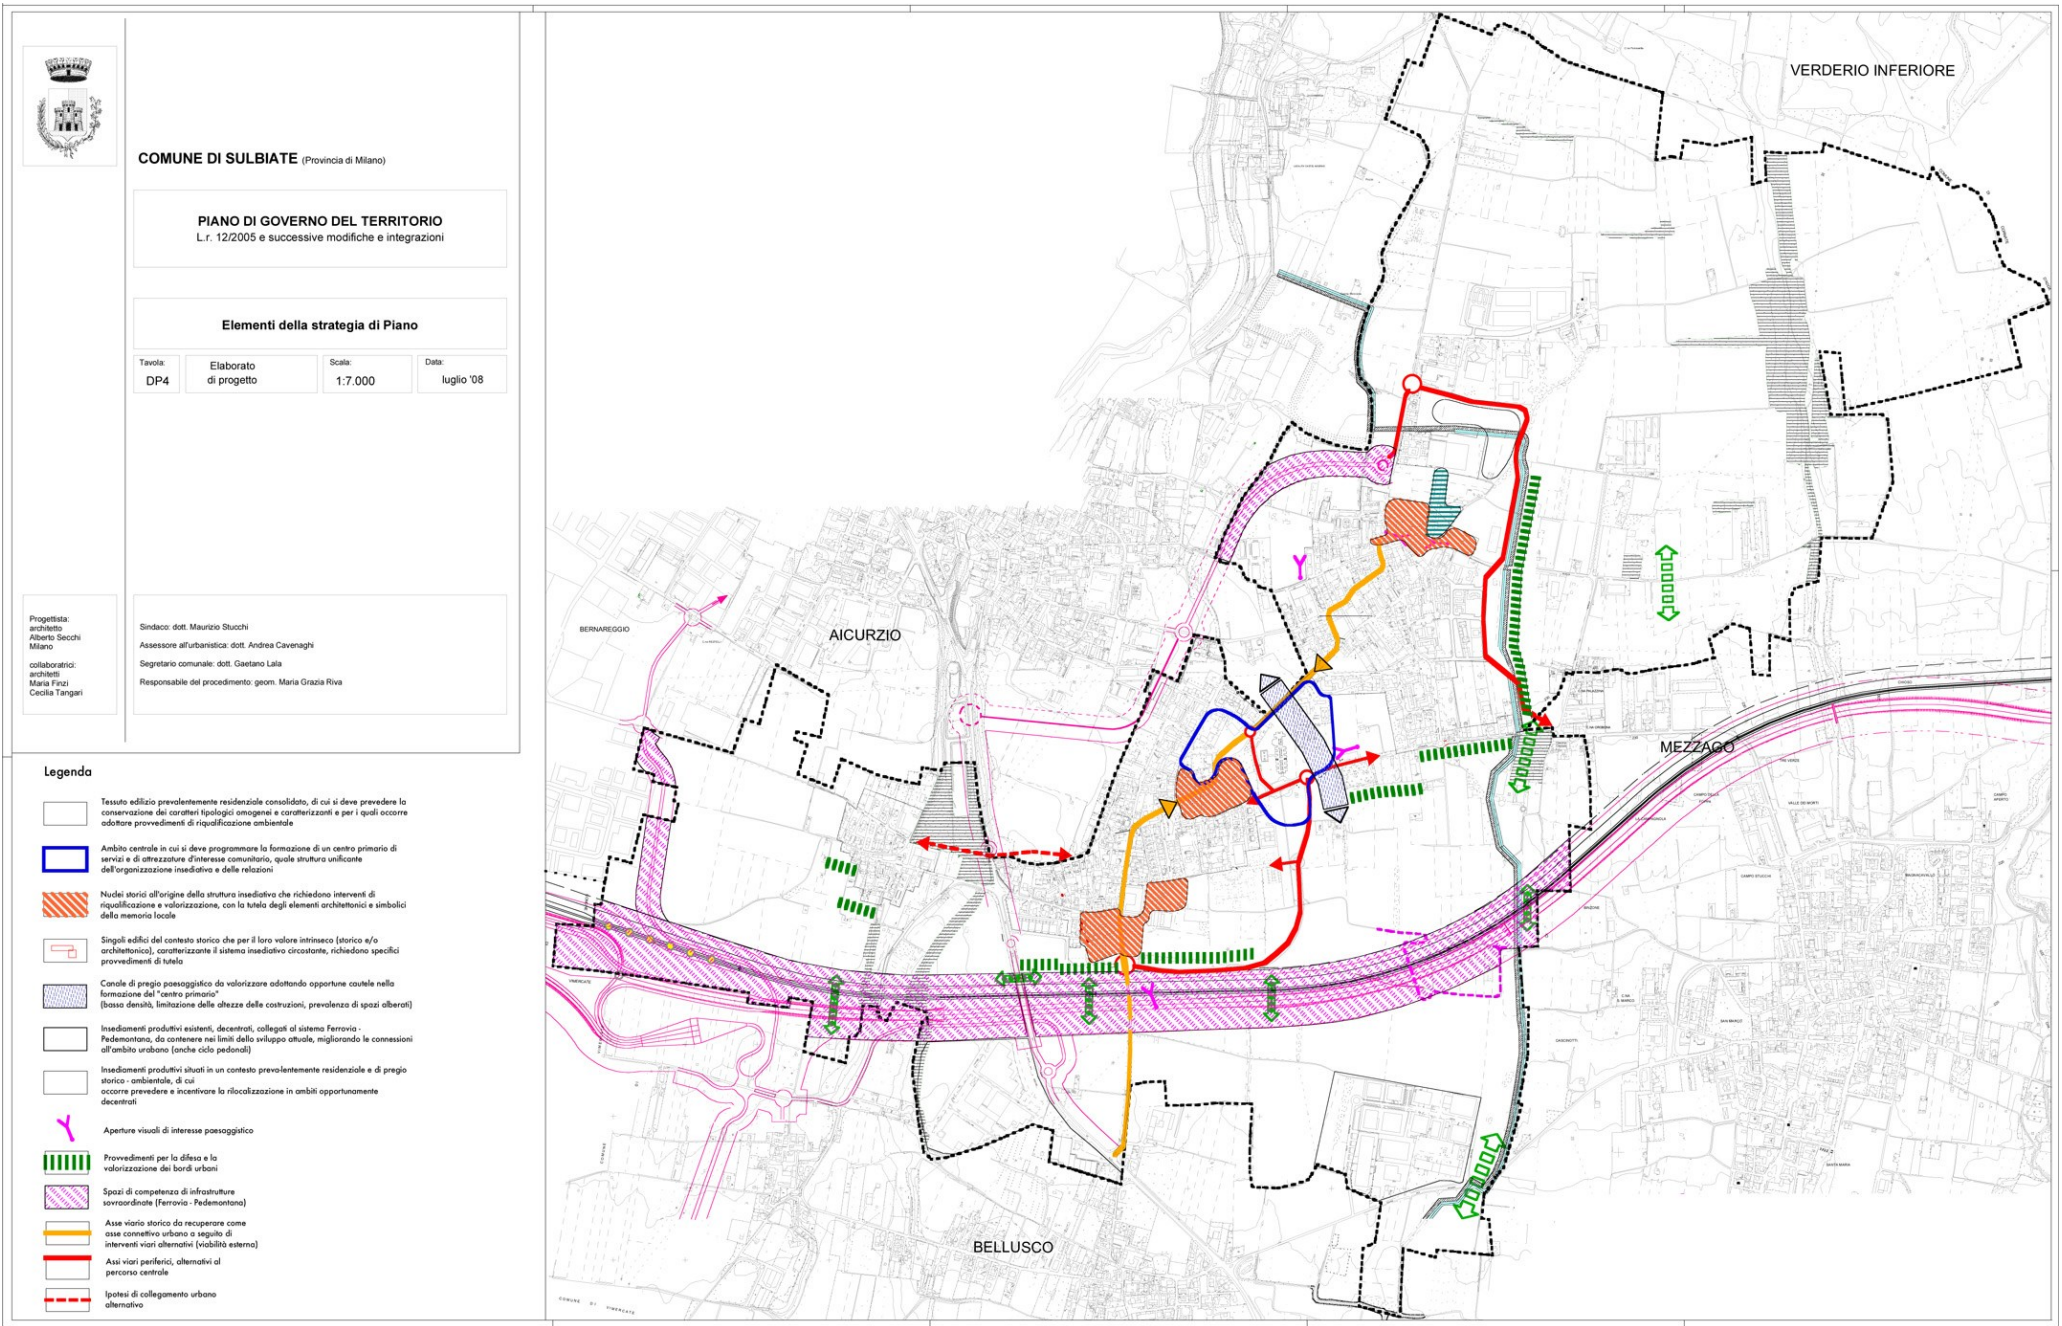 COMUNE DI SULBIATE (Provincia di Milano)
PIANO DI GOVERNO DEL TERRITORIO
L.r. 12/2005 e successive modifiche e integrazioni
Elementi della strategia di Piano
Tavola:
DP4
Elaborato
di progetto
Scala:
1:7.000
Data:
luglio '08
Progettista:
architetto
Alberto Secchi
Milano
collaboratrici:
architetti
Maria Finzi
Cecilia Tangari
Sindaco: dott. Maurizio Stucchi
Assessore all'urbanistica: dott. Andrea Cavenaghi
Segretario comunale: dott. Gaetano Lala
Responsabile del procedimento: geom. Maria Grazia Riva
Legenda
Tessuto edilizio prevalentemente residenziale consolidato, di cui si deve prevedere la
conservazione dei caratteri tipologici omogenei e caratterizzanti e per i quali occorre
adottare provvedimenti di riqualificazione ambientale
Ambito centrale in cui si deve programmare la formazione di un centro primario di
servizi e di attrezzature d'interesse comunitario, quale struttura unificante
dell'organizzazione insediativa e delle relazioni
Nuclei storici all'origine della struttura insediativa che richiedono interventi di
riqualificazione e valorizzazione, con la tutela degli elementi architettonici e simbolici
della memoria locale
Singoli edifici del contesto storico che per il loro valore intrinseco (storico e/o
architettonico), caratterizzante il sistema insediativo circostante, richiedono specifici
provvedimenti di tutela
Canale di pregio paesaggistico da valorizzare adottando opportune cautele nella
formazione del "centro primario"
(bassa densità, limitazione delle altezze delle costruzioni, prevalenza di spazi alberati)
Insediamenti produttivi esistenti, decentrati, collegati al sistema Ferrovia -
Pedemontana, da contenere nei limiti dello sviluppo attuale, migliorando le connessioni
all'ambito urabano (anche ciclo pedonali)
Insediamenti produttivi situati in un contesto preva-lentemente residenziale e di pregio
storico - ambientale, di cui
occorre prevedere e incentivare la rilocalizzazione in ambiti opportunamente
decentrati
Aperture visuali di interesse paesaggistico
Provvedimenti per la difesa e la
valorizzazione dei bordi urbani
Spazi di competenza di infrastrutture
sovraordinate (Ferrovia - Pedemontana)
Asse viario storico da recuperare come
asse connettivo urbano a seguito di
interventi viari alternativi (viabilità esterna)
Assi viari periferici, alternativi al
percorso centrale
Ipotesi di collegamento urbano
alternativo
VERDERIO INFERIORE
BERNAREGGIO
AICURZIO
MEZZAGO
BELLUSCO
VIMERCATE
CAMPO STUCCHI
SAN MARCO
SANTA MARIA
COMUNE DI VIMERCATE